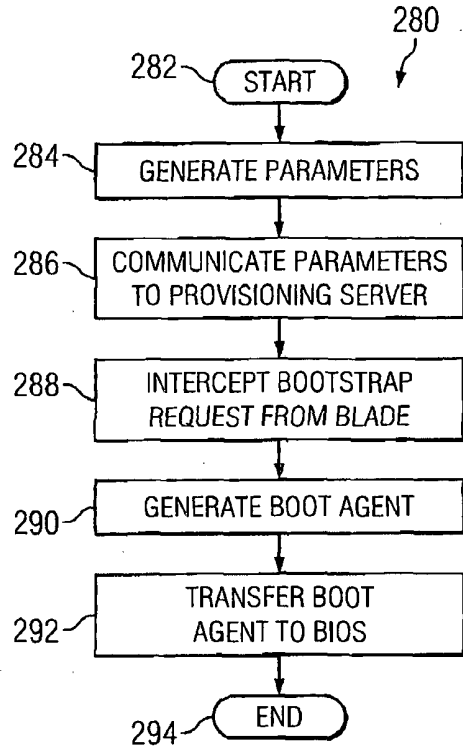 280
282
START
284
GENERATE PARAMETERS
286
COMMUNICATE PARAMETERS
TO PROVISIONING SERVER
288
INTERCEPT BOOTSTRAP
REQUEST FROM BLADE
290
GENERATE BOOT AGENT
292
TRANSFER BOOT
AGENT TO BIOS
294
END